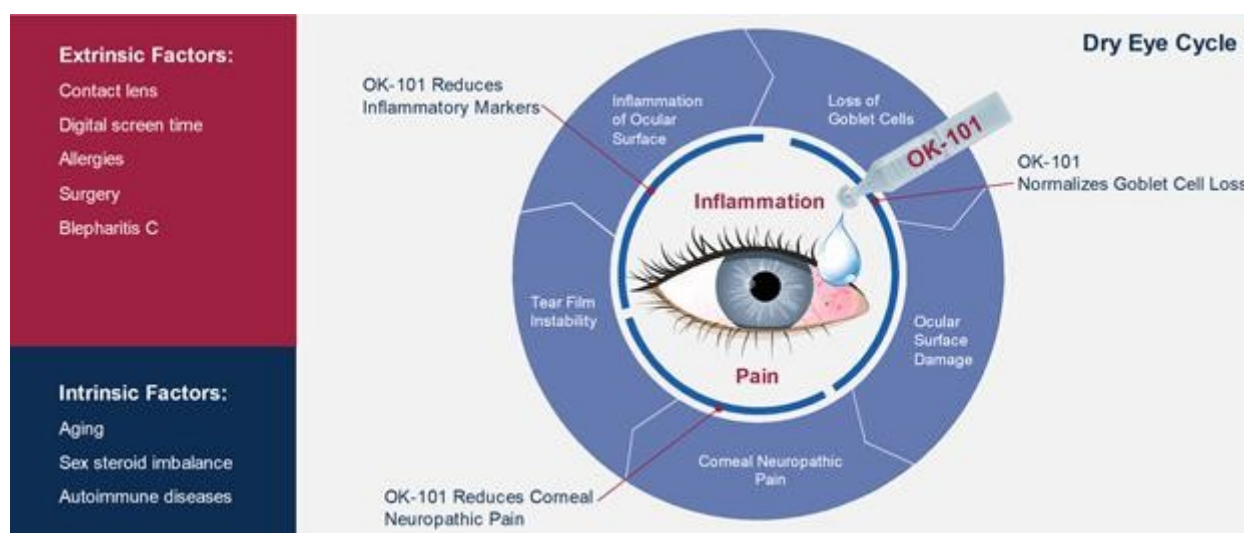 Extrinsic Factors:
Contact lens
Digital screen time
Allergies
Surgery
Blepharitis C
Intrinsic Factors:
Aging
Sex steroid imbalance
Autoimmune diseases
Dry Eye Cycle
OK-101 Reduces
Inflammatory Markers
Inflammation
of Ocular
Surface
Loss of
Goblet Cells
OK-101
OK-101
Normalizes Goblet Cell Loss
Inflammation
Tear Film
Instability
Ocular
Surface
Damage
Pain
Corneal Neuropathic
Pain
OK-101 Reduces Corneal
Neuropathic Pain